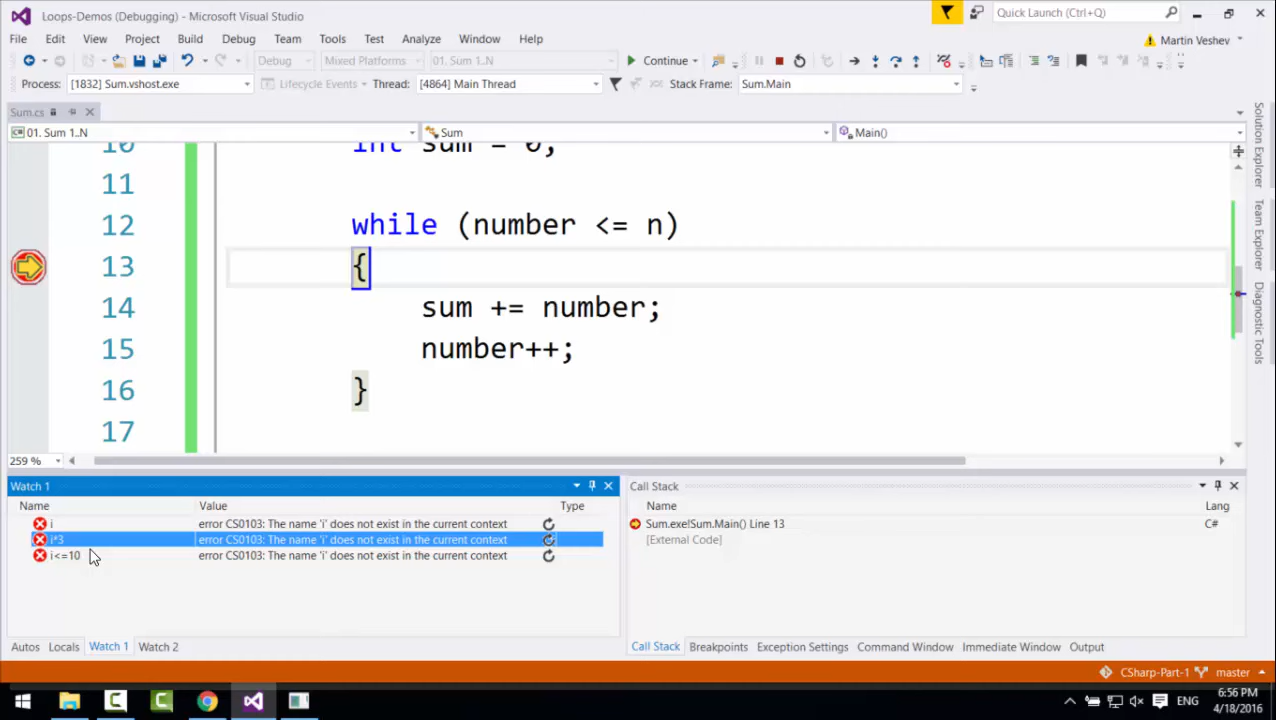 Loops-Demos (Debugging) - Microsoft Visual Studio
Quick Launch (Ctrl+Q)
File Edit View Project Build Debug Team Tools Test Analyze Window Help
Martin Veshev
Debug Mixed Platforms 01. Sum 1..N Continue
Process: [1832] Sum.vshost.exe Lifecycle Events Thread: [4864] Main Thread Stack Frame: Sum.Main
Sum.cs
01. Sum 1..N Sum Main()
10 int sum = 0;
11
12 while (number <= n)
13 {
14 sum += number;
15 number++;
16 }
17
259 %
Solution Explorer
Team Explorer
Diagnostic Tools
Watch 1
Name Value Type
i error CS0103: The name 'i' does not exist in the current context
i*3 error CS0103: The name 'i' does not exist in the current context
i<=10 error CS0103: The name 'i' does not exist in the current context
Autos Locals Watch 1 Watch 2
Call Stack
Name Lang
Sum.exe!Sum.Main() Line 13 C#
[External Code]
Call Stack Breakpoints Exception Settings Command Window Immediate Window Output
CSharp-Part-1 master
ENG
6:56 PM
4/18/2016